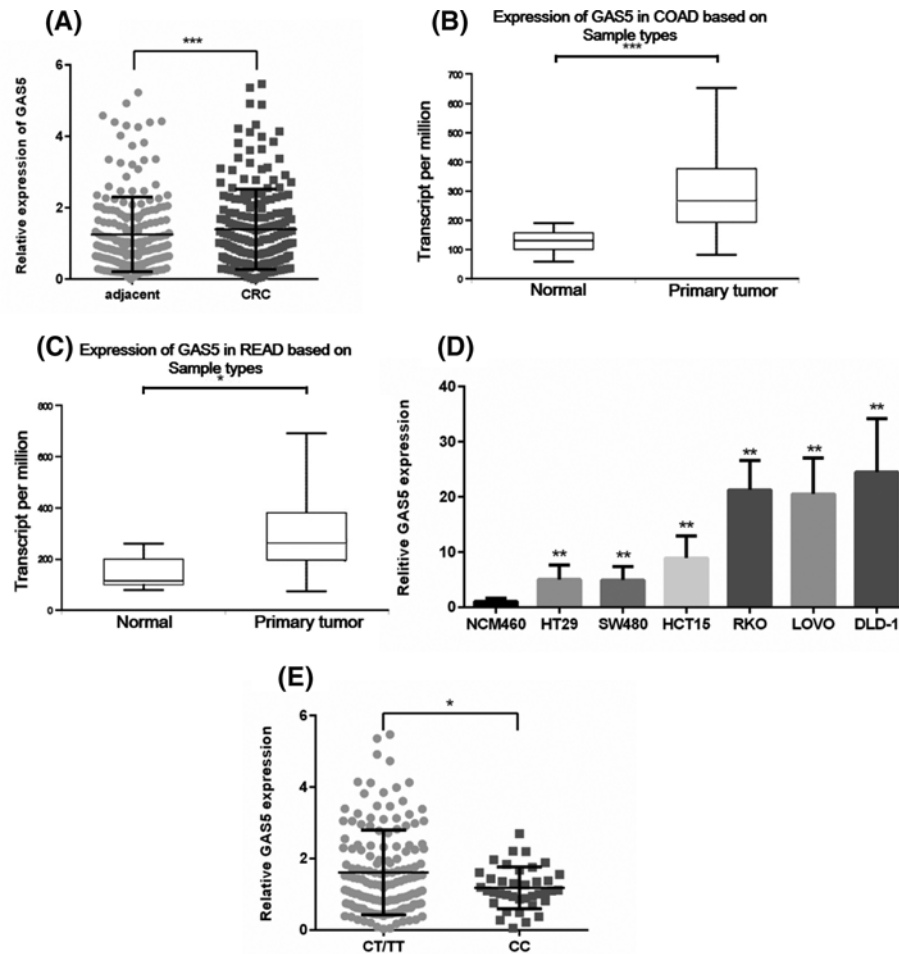 (A)
***
Relative expression of GAS5
6
4
2
0
adjacent CRC
(B)
Expression of GAS5 in COAD based on
Sample types
***
Transcript per million
700
600
500
400
300
200
100
0
Normal Primary tumor
(C)
Expression of GAS5 in READ based on
Sample types
*
Transcript per million
800
600
400
200
0
Normal Primary tumor
(D)
Relitive GAS5 expression
40
30
20
10
0
** ** ** ** ** **
NCM460 HT29 SW480 HCT15 RKO LOVO DLD-1
(E)
*
Relative GAS5 expression
6
4
2
0
CT/TT CC